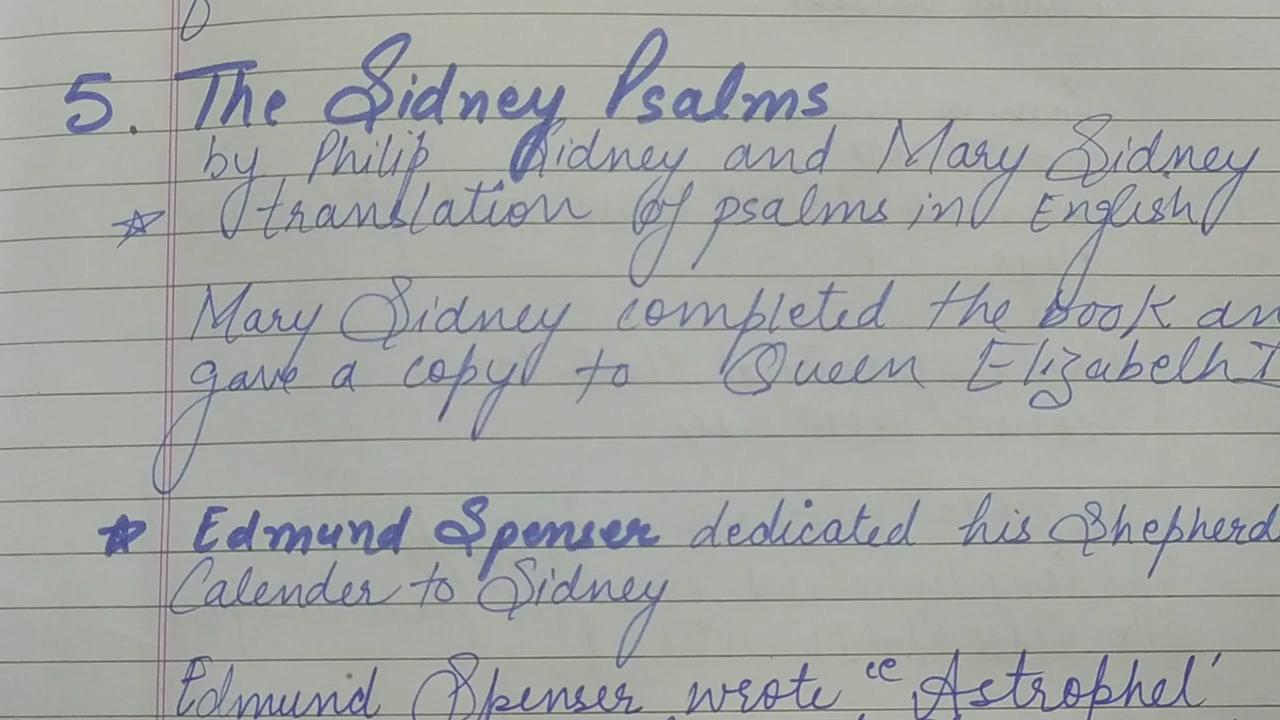 5. The Sidney Psalms
by Philip Sidney and Mary Sidney
☆ translation of psalms in English
Mary Sidney completed the book an
gave a copy to Queen Elizabeth I
☆ Edmund Spenser dedicated his Shepherd
Calender to Sidney
Edmund Spenser wrote "Astrophel'